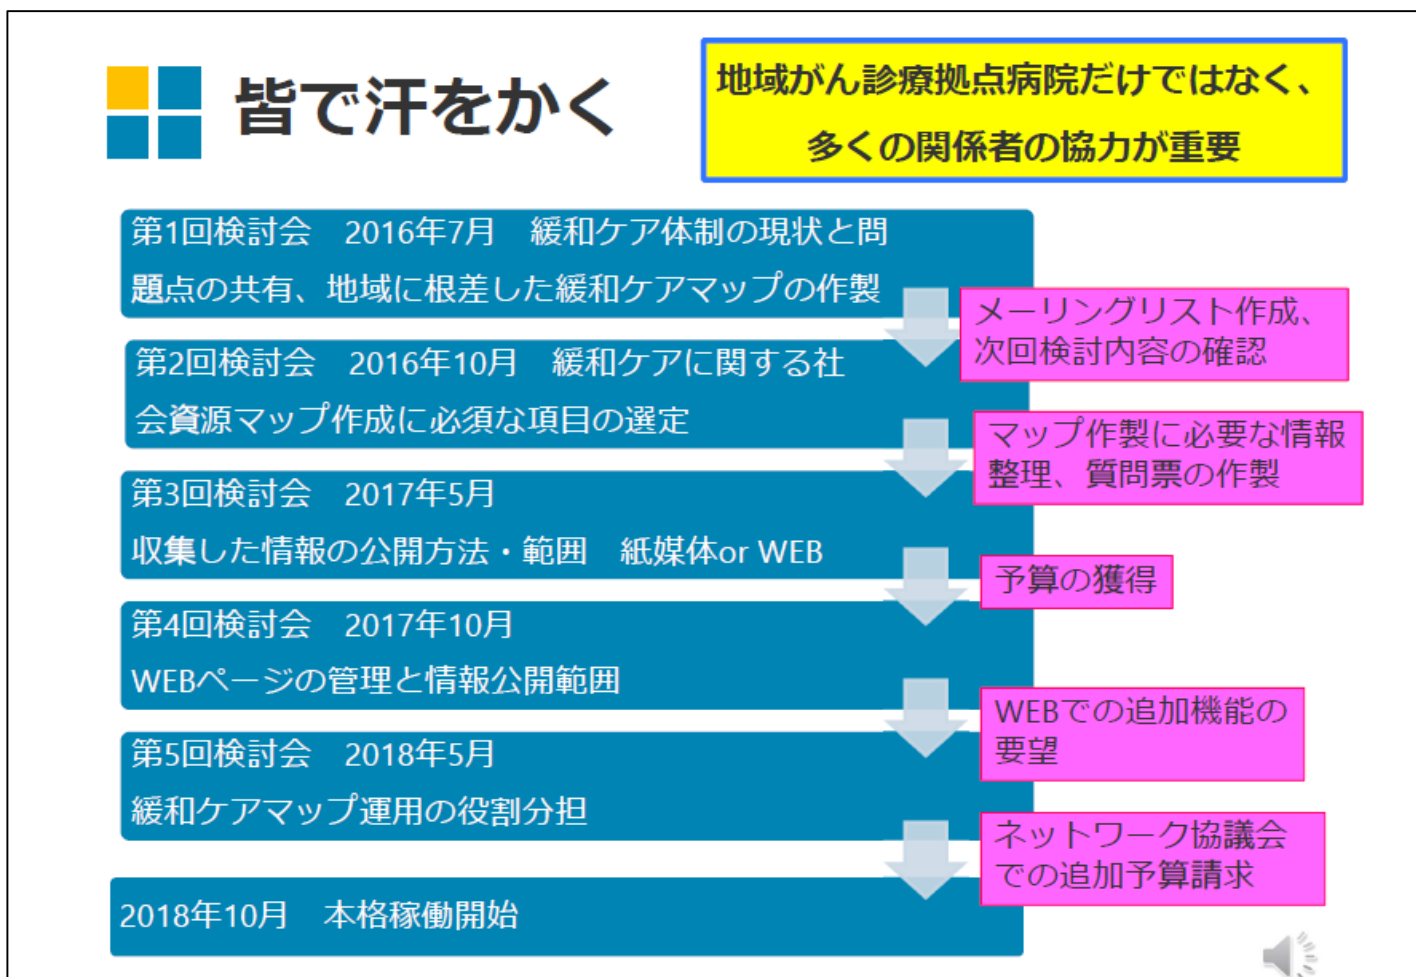 皆で汗をかく
地域がん診療拠点病院だけではなく、
多くの関係者の協力が重要
第1回検討会　2016年7月　緩和ケア体制の現状と問
題点の共有、地域に根差した緩和ケアマップの作製
メーリングリスト作成、
次回検討内容の確認
第2回検討会　2016年10月　緩和ケアに関する社
会資源マップ作成に必須な項目の選定
マップ作製に必要な情報
整理、質問票の作製
第3回検討会　2017年5月
収集した情報の公開方法・範囲　紙媒体or WEB
予算の獲得
第4回検討会　2017年10月
WEBページの管理と情報公開範囲
WEBでの追加機能の
要望
第5回検討会　2018年5月
緩和ケアマップ運用の役割分担
ネットワーク協議会
での追加予算請求
2018年10月　本格稼働開始